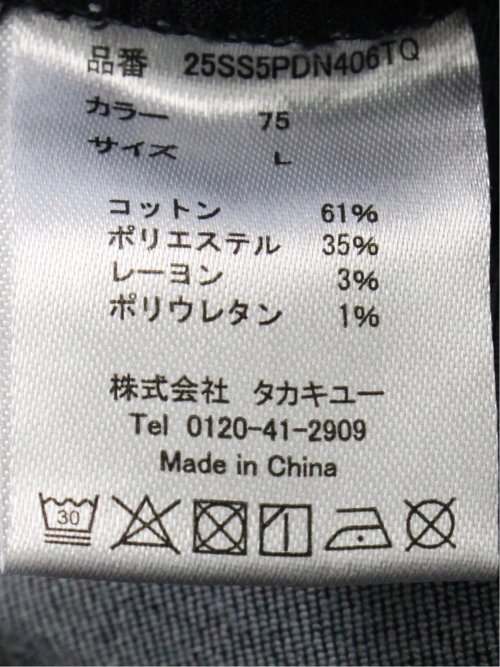 品番 25SS5PDN406TQ
カラー 75
サイズ L
コットン 61%
ポリエステル 35%
レーヨン 3%
ポリウレタン 1%
株式会社 タカキュー
Tel 0120-41-2909
Made in China
30